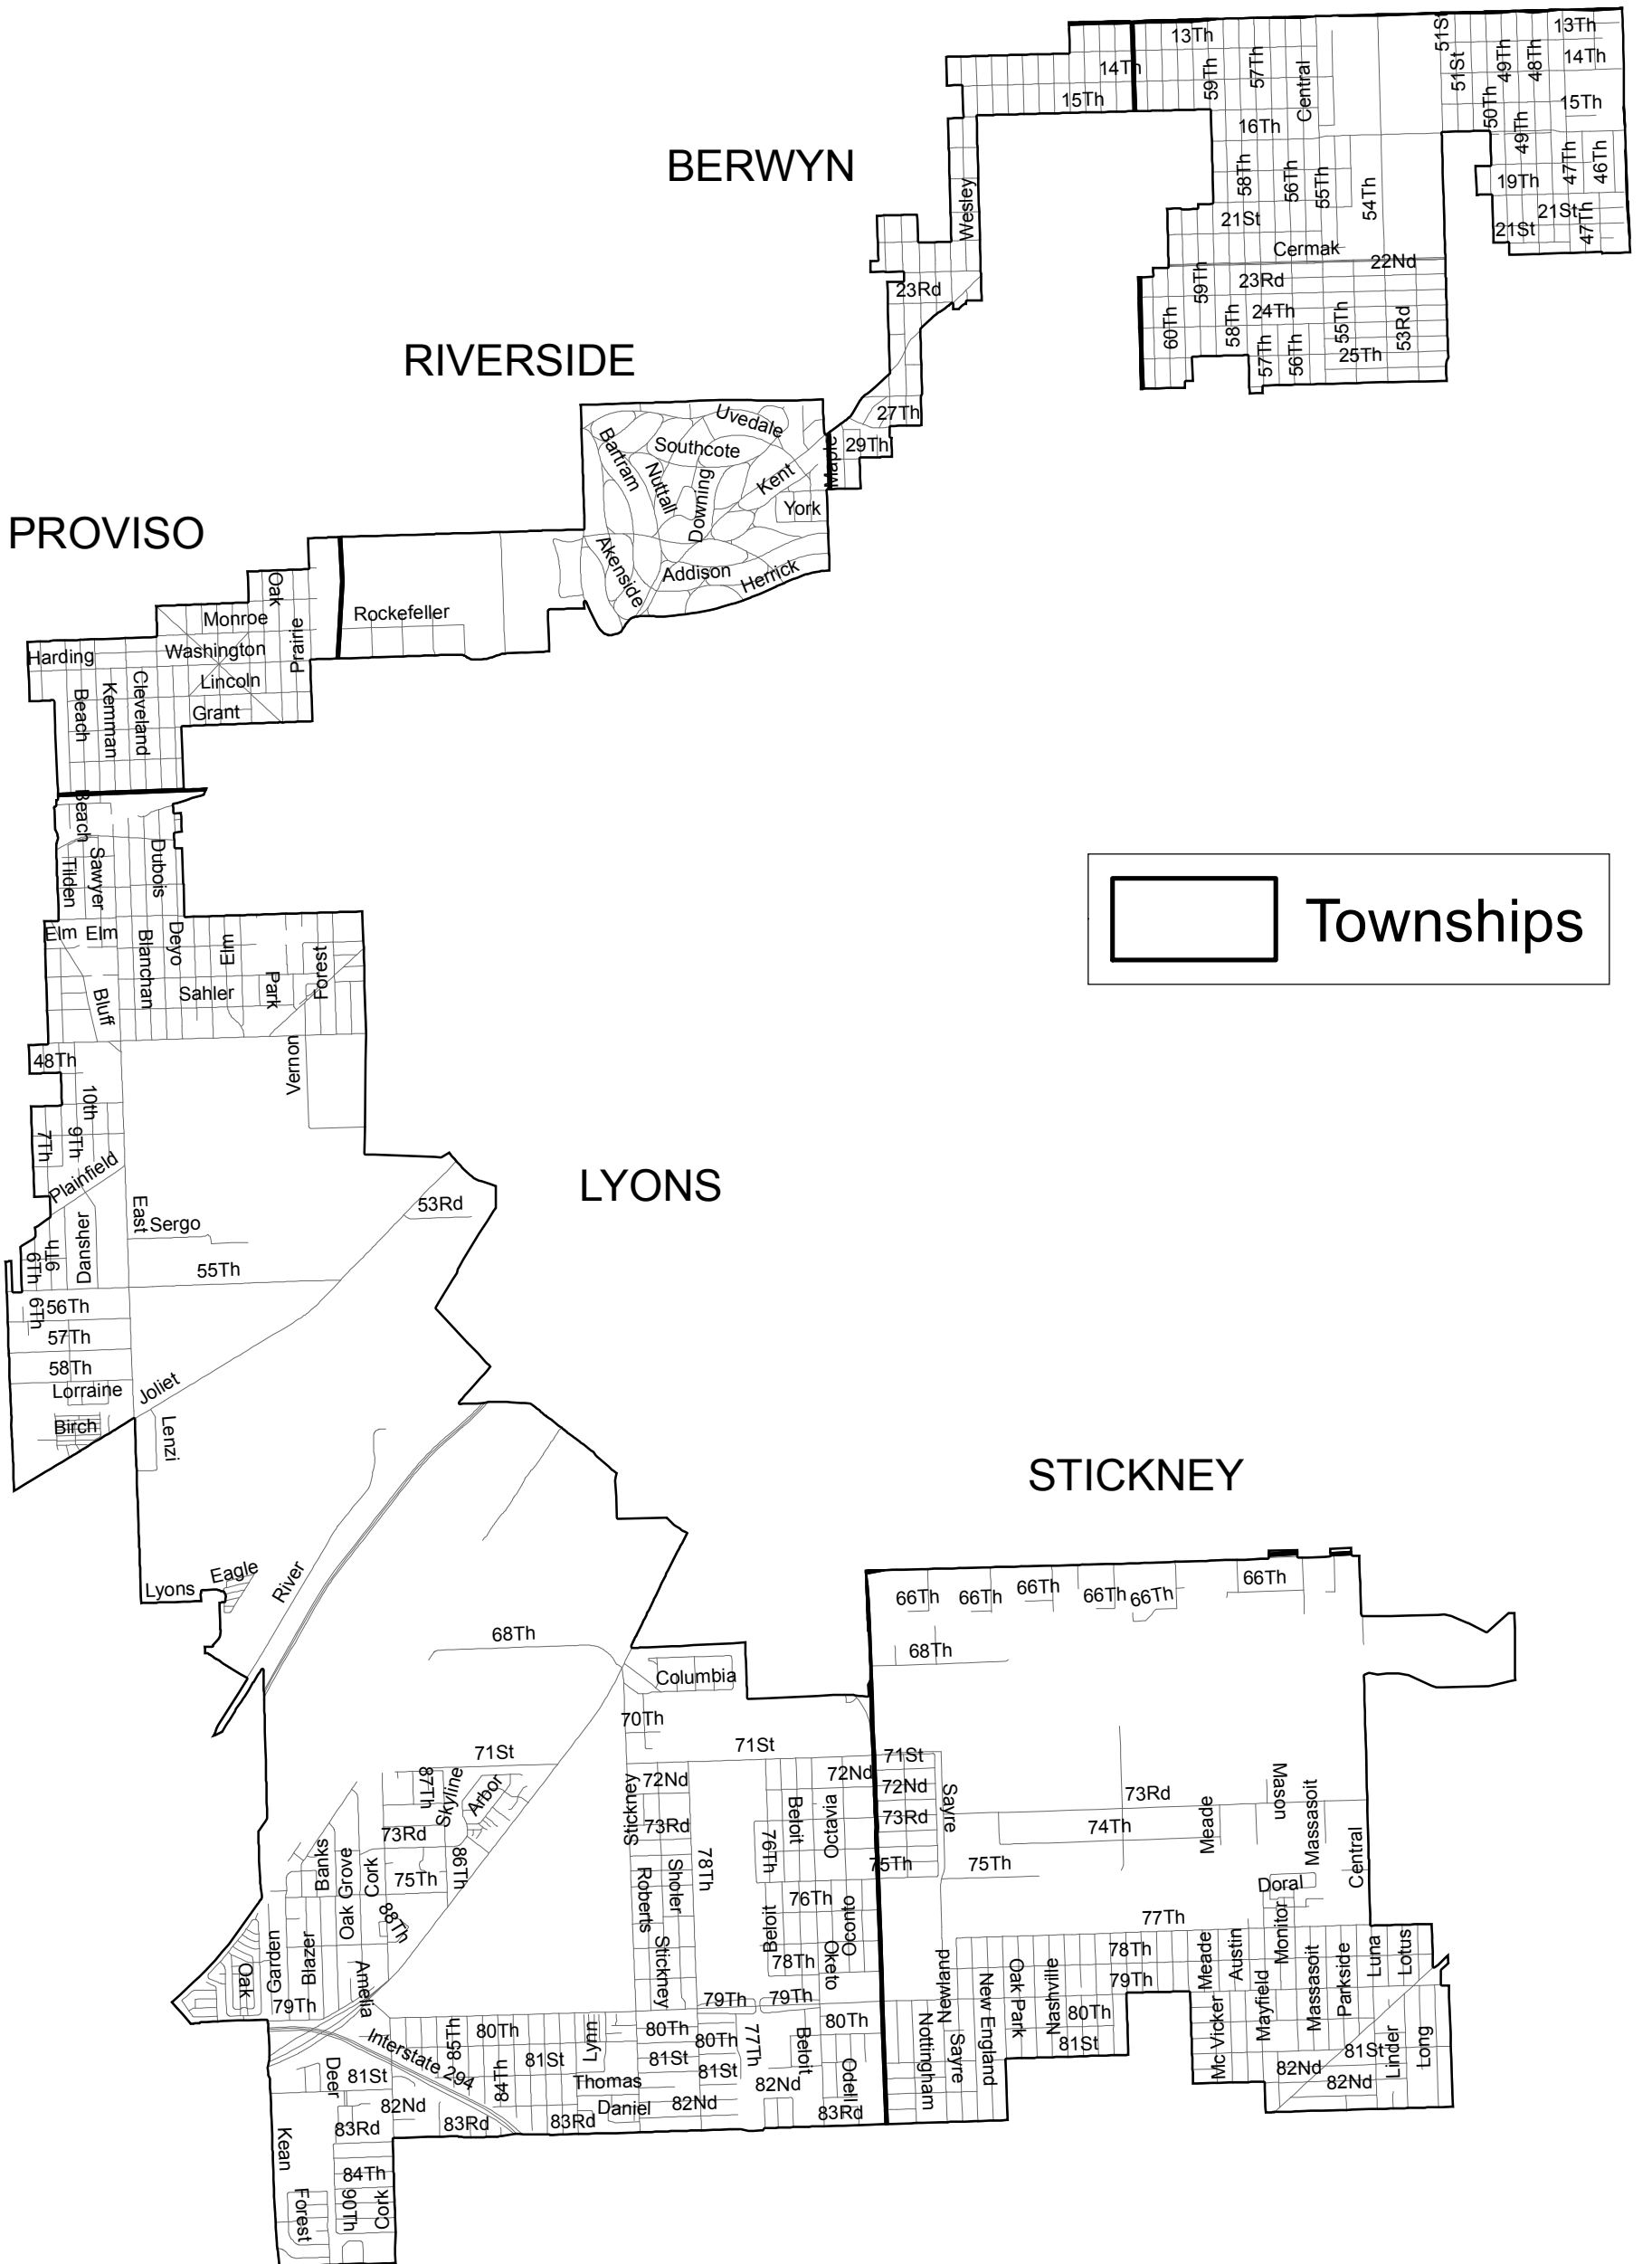 13Th
51St
13Th
14Th
59Th
57Th
Central
51St
49Th
48Th
14Th
15Th
50Th
15Th
16Th
49Th
BERWYN
58Th
56Th
55Th
54Th
19Th
47Th
46Th
Wesley
21St
21St
21St
47Th
Cermak
22Nd
23Rd
59Th
23Rd
24Th
60Th
58Th
55Th
53Rd
57Th
56Th
25Th
RIVERSIDE
Uvedale
27Th
Bartram
Southcote
Maple
29Th
Nuttall
Downing
Kent
York
PROVISO
Akenside
Addison
Herrick
Oak
Monroe
Rockefeller
Harding
Washington
Prairie
Lincoln
Beach
Kemman
Cleveland
Grant
Beach
Tilden
Sawyer
Dubois
Townships
Elm
Elm
Blanchan
Deyo
Elm
Forest
Bluff
Sahler
Park
48Th
Vernon
10th
7Th
9Th
Plainfield
LYONS
East
Sergo
53Rd
Dansher
6Th
6Th
55Th
6Th
56Th
57Th
58Th
Lorraine
Joliet
Birch
Lenzi
STICKNEY
Lyons
Eagle
River
66Th
66Th
66Th
66Th
66Th
66Th
68Th
68Th
Columbia
70Th
71St
71St
71St
87Th
Skyline
Arbor
Stickney
72Nd
72Nd
72Nd
Sayre
Mason
Massasoit
73Rd
73Rd
73Rd
73Rd
Beloit
Octavia
74Th
Meade
Banks
Oak Grove
Cork
75Th
86Th
Roberts
Sholer
78Th
76Th
75Th
75Th
Central
Doral
88Th
76Th
Beloit
Oconto
77Th
Monitor
Garden
Blazer
Stickney
78Th
Oketo
Newland
78Th
Meade
Austin
Massasoit
Parkside
Luna
Lotus
Oak
79Th
Amelia
79Th
79Th
New England
Oak Park
Nashville
79Th
Mayfield
Interstate 294
85Th
80Th
Lynn
80Th
80Th
77Th
Beloit
80Th
Nottingham
Sayre
80Th
81St
Mc Vicker
81St
Linder
Long
Deer
81St
84Th
81St
81St
81St
Thomas
82Nd
Odell
82Nd
82Nd
82Nd
Daniel
82Nd
83Rd
83Rd
83Rd
83Rd
Kean
84Th
Forest
90Th
Cork